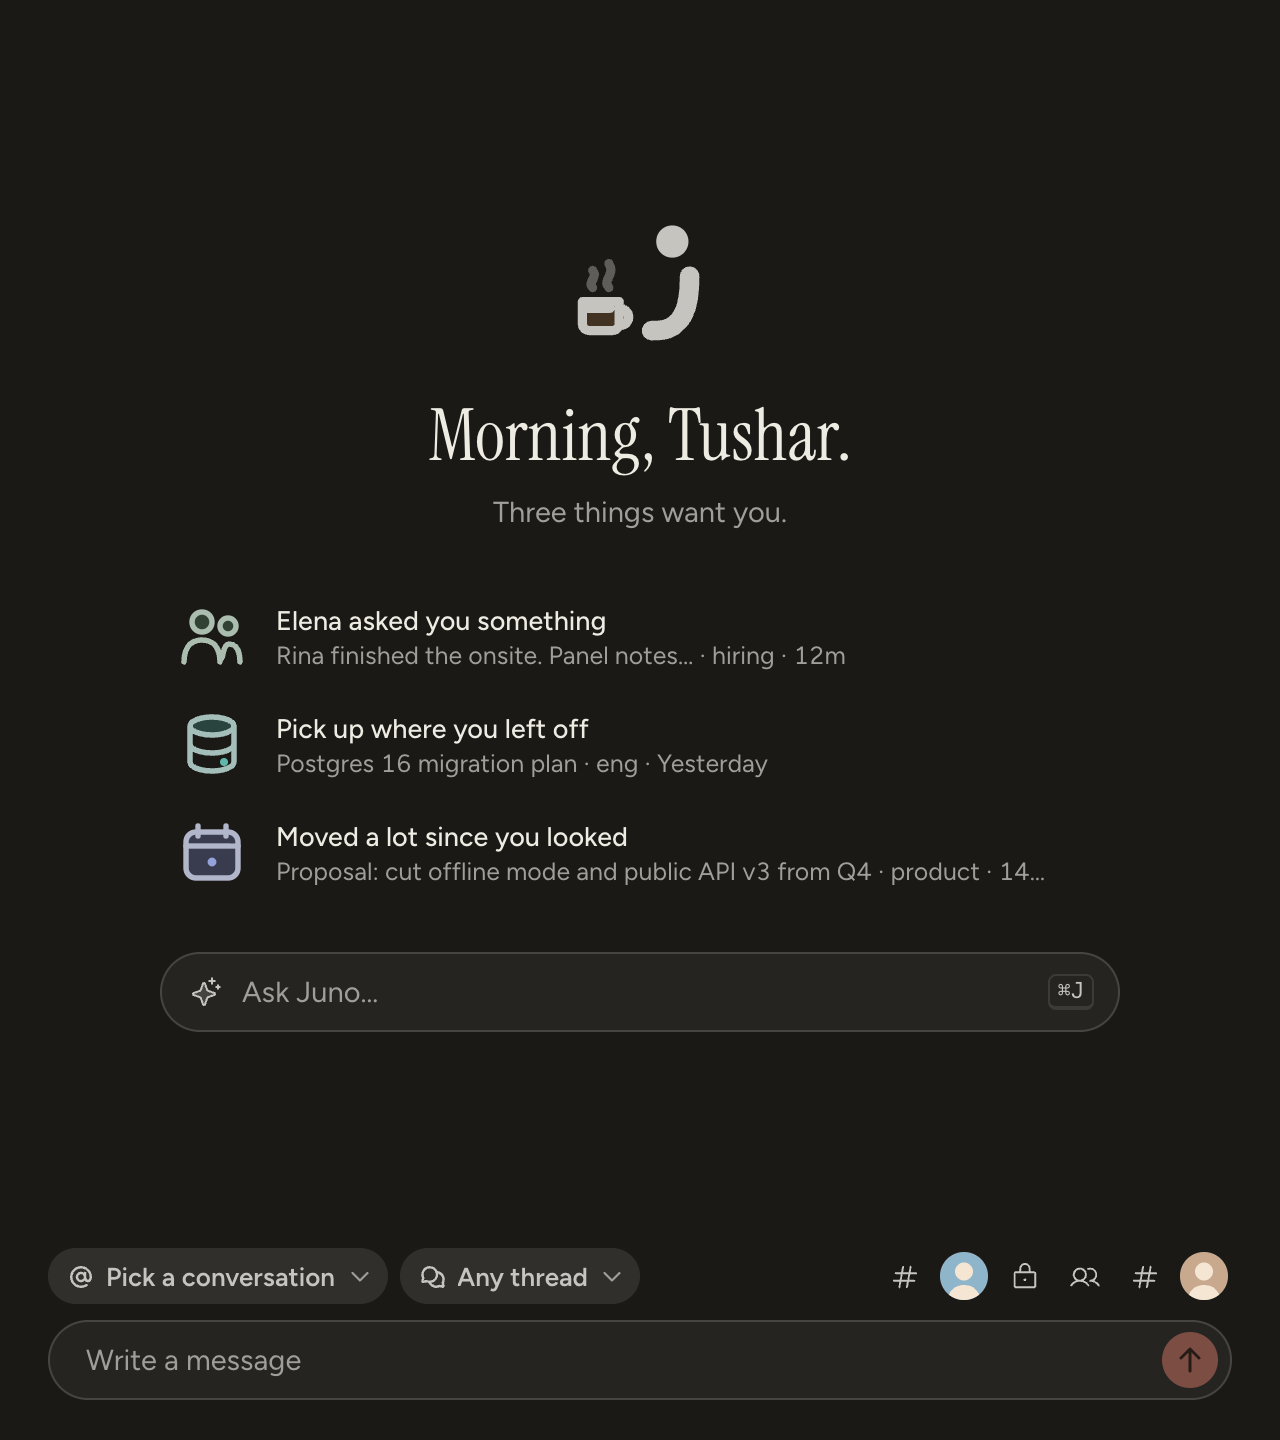 Morning, Tushar.
Three things want you.
Elena asked you something
Rina finished the onsite. Panel notes... · hiring · 12m
Pick up where you left off
Postgres 16 migration plan · eng · Yesterday
Moved a lot since you looked
Proposal: cut offline mode and public API v3 from Q4 · product · 14...
Ask Juno...
⌘J
Pick a conversation
Any thread
Write a message